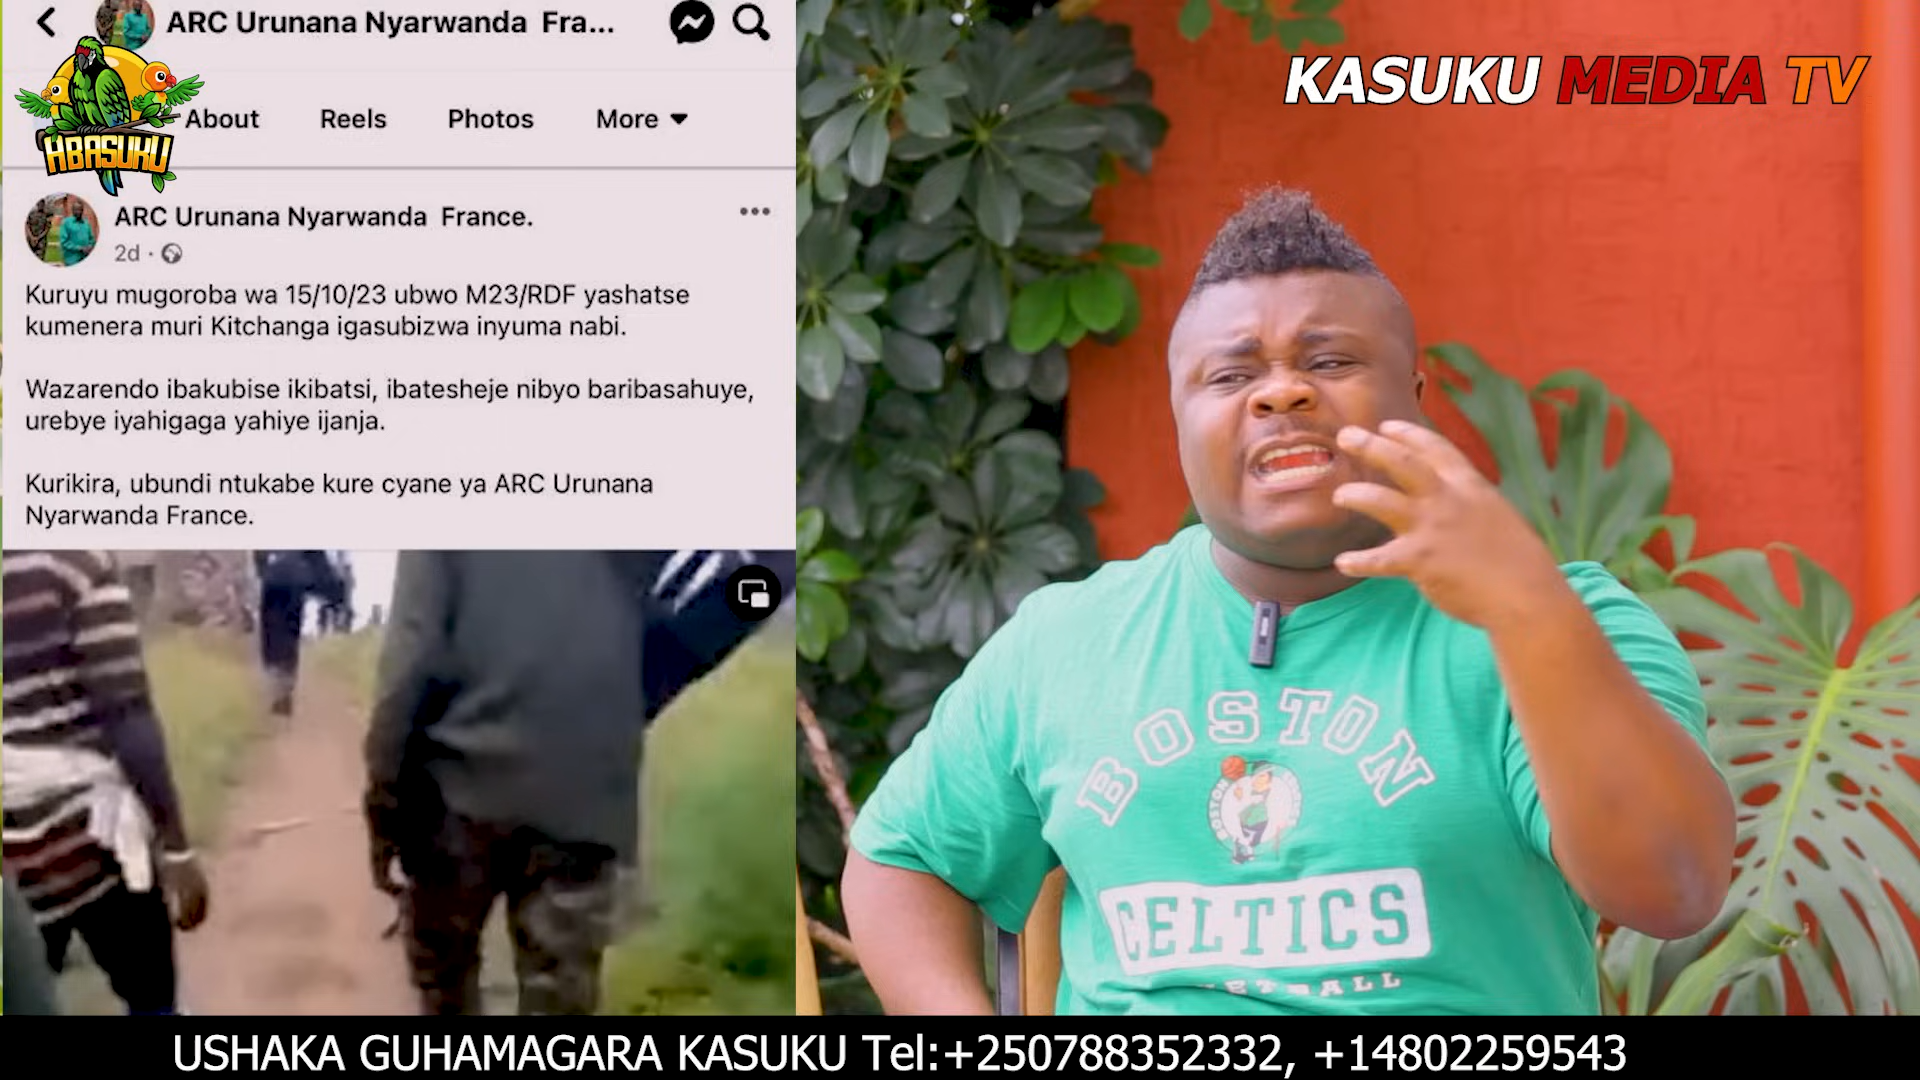 ARC Urunana Nyarwanda Fra...
About Reels Photos More
ABASUKU
ARC Urunana Nyarwanda France.
2d ·
Kuruyu mugoroba wa 15/10/23 ubwo M23/RDF yashatse
kumenera muri Kitchanga igasubizwa inyuma nabi.
Wazarendo ibakubise ikibatsi, ibatesheje nibyo baribasahuye,
urebye iyahigaga yahiye ijanja.
Kurikira, ubundi ntukabe kure cyane ya ARC Urunana
Nyarwanda France.
KASUKU MEDIA TV
BOSTON
CELTICS
USHAKA GUHAMAGARA KASUKU Tel:+250788352332, +14802259543